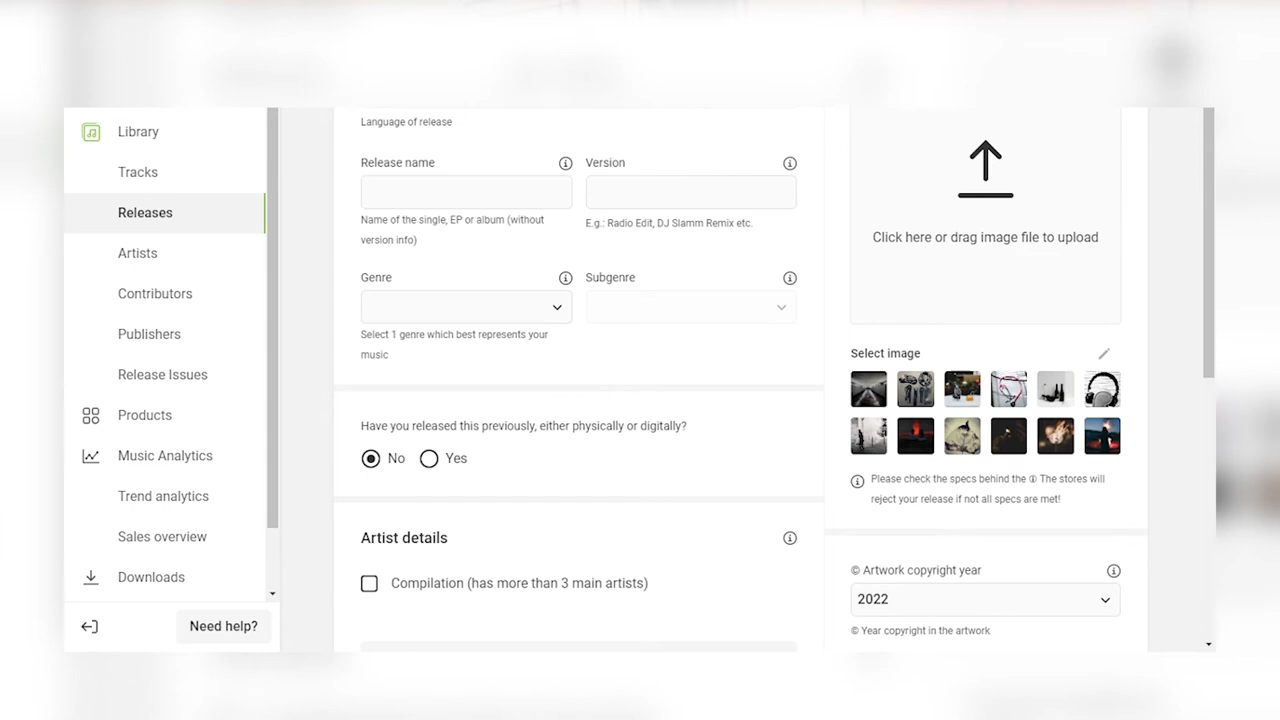 Library
Tracks
Releases
Artists
Contributors
Publishers
Release Issues
Products
Music Analytics
Trend analytics
Sales overview
Downloads
Need help?
Language of release
Release name
Version
Name of the single, EP or album (without
version info)
E.g.: Radio Edit, DJ Slamm Remix etc.
Genre
Subgenre
Select 1 genre which best represents your
music
Have you released this previously, either physically or digitally?
No
Yes
Artist details
Compilation (has more than 3 main artists)
Click here or drag image file to upload
Select image
Please check the specs behind the ⓘ The stores will
reject your release if not all specs are met!
© Artwork copyright year
2022
© Year copyright in the artwork